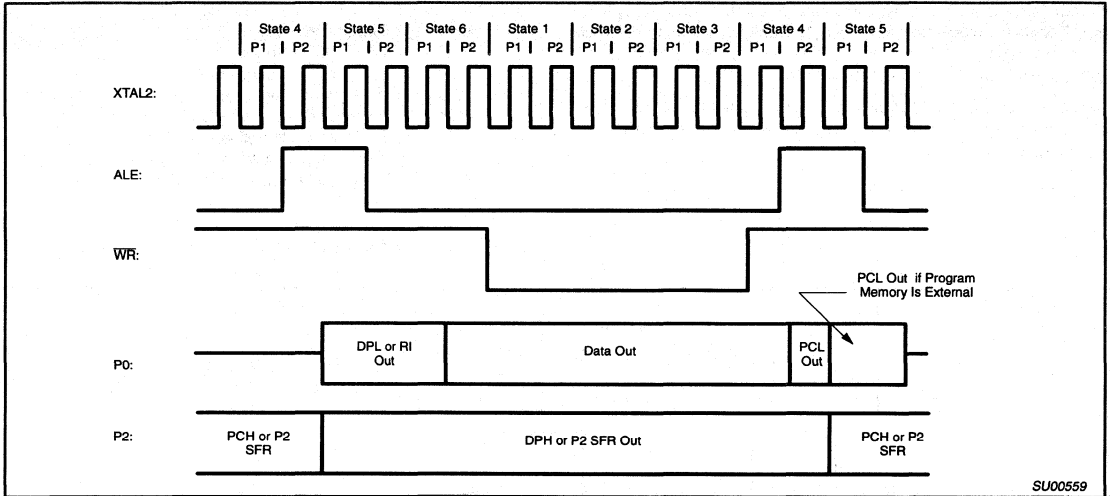 State 4 State 5 State 6 State 1 State 2 State 3 State 4 State 5
P1 P2 P1 P2 P1 P2 P1 P2 P1 P2 P1 P2 P1 P2 P1 P2
XTAL2:
ALE:
WR:
PCL Out if Program
Memory Is External
P0:
DPL or RI
Out
Data Out
PCL
Out
P2:
PCH or P2
SFR
DPH or P2 SFR Out
PCH or P2
SFR
SU00559